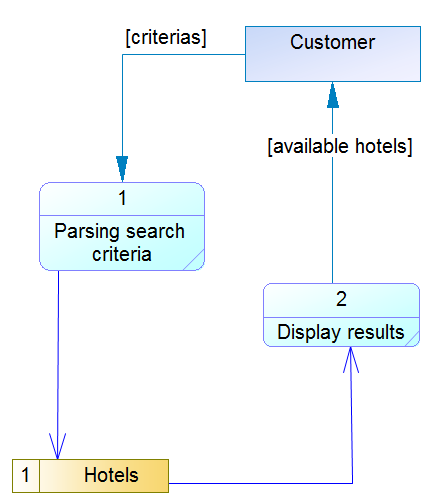 [criterias]
Customer
[available hotels]
1
Parsing search
criteria
2
Display results
1 Hotels